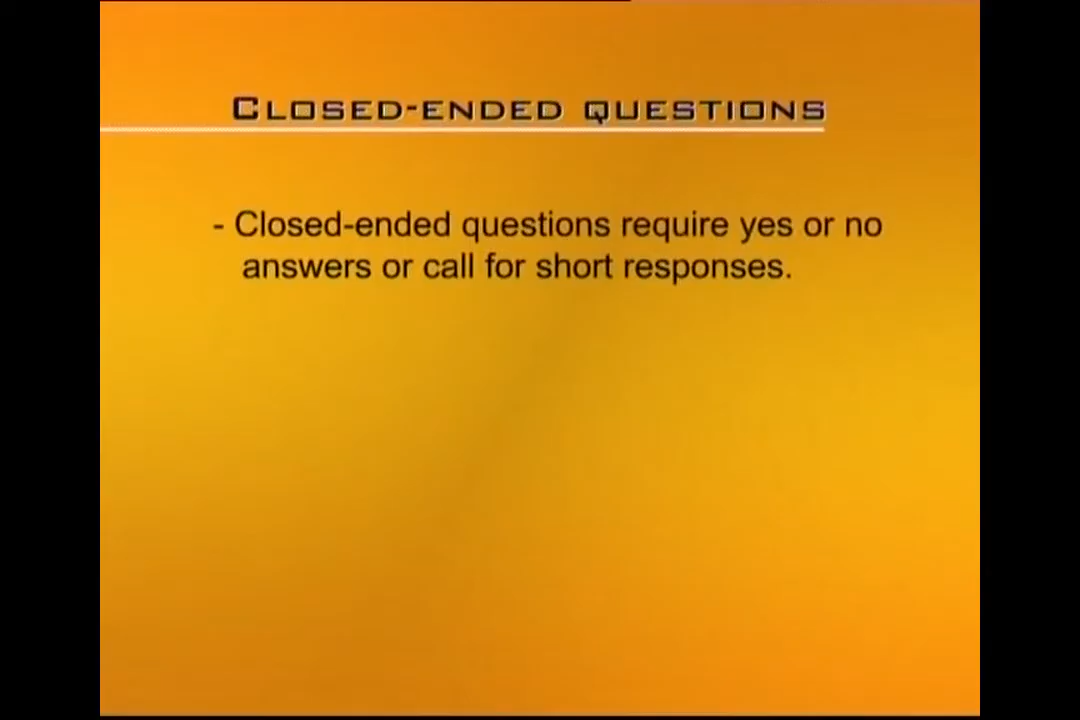 CLOSED-ENDED QUESTIONS
- Closed-ended questions require yes or no
answers or call for short responses.